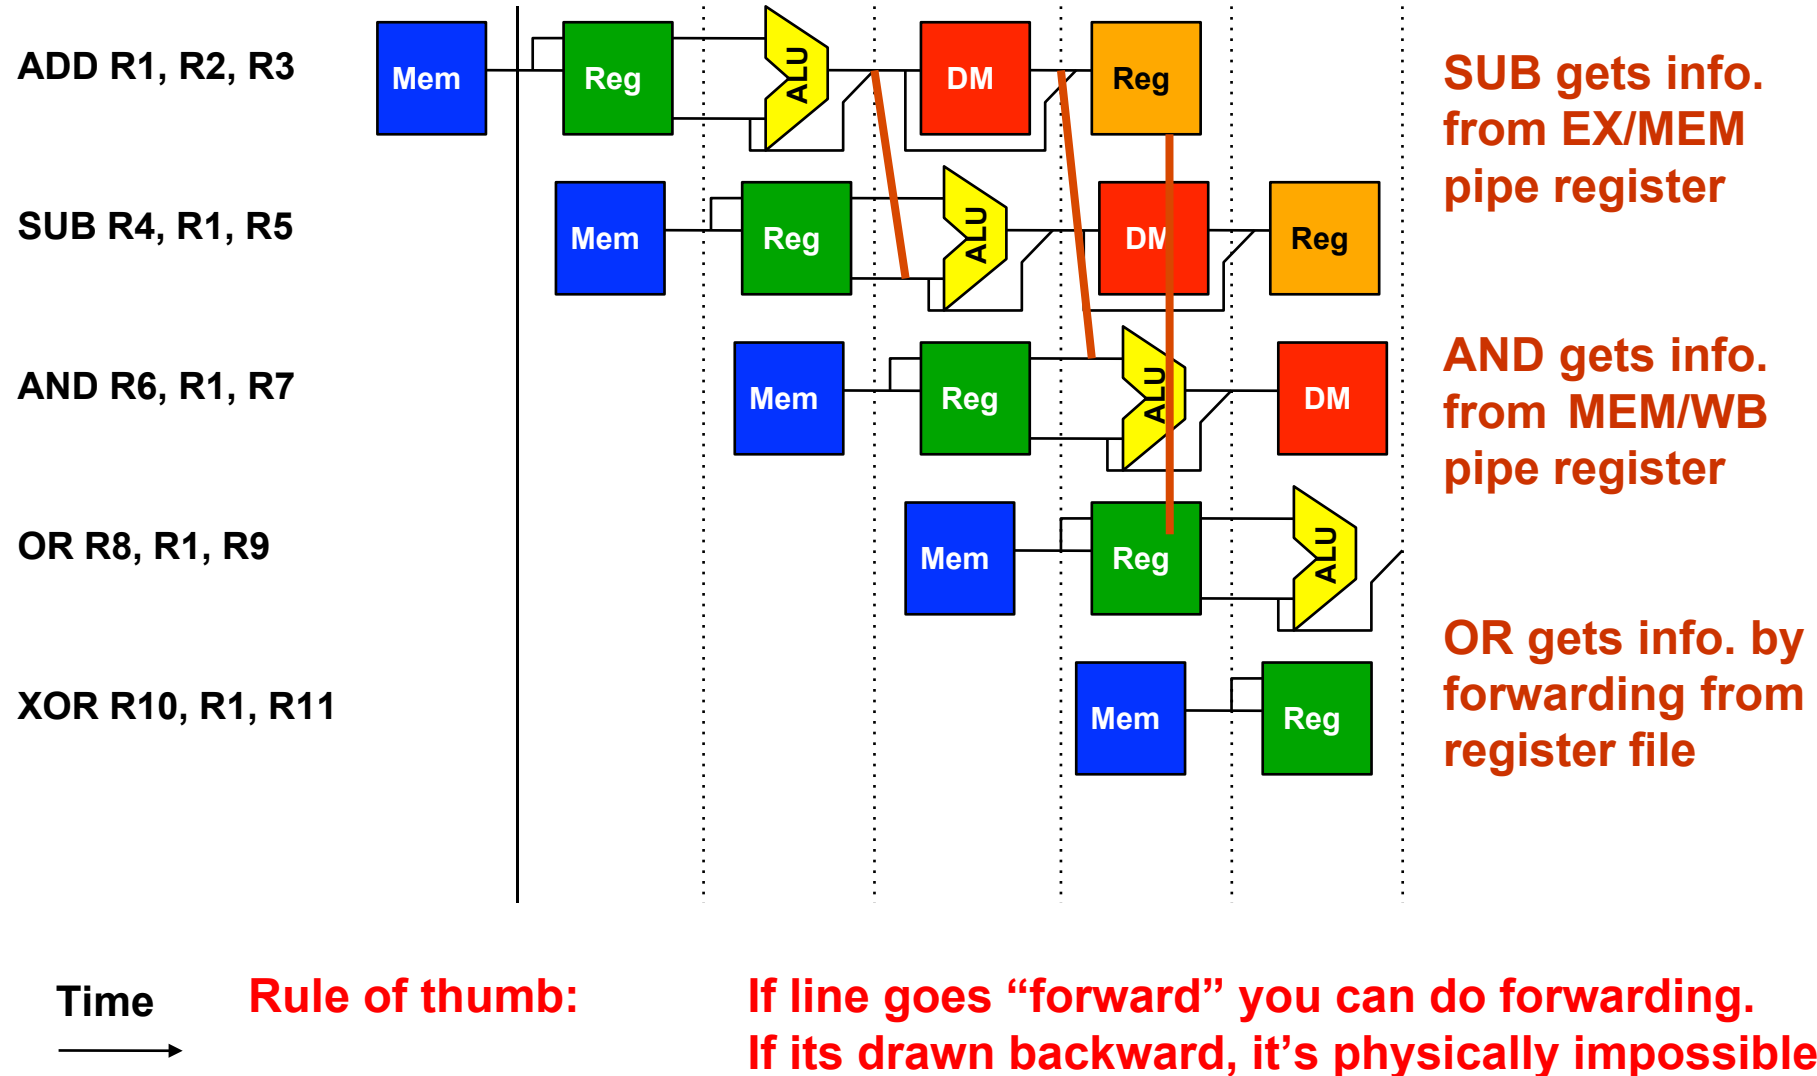 ADD R1, R2, R3
Mem
Reg
ALU
DM
Reg
SUB gets info.
from EX/MEM
pipe register
SUB R4, R1, R5
Mem
Reg
ALU
DM
Reg
AND R6, R1, R7
Mem
Reg
ALU
DM
AND gets info.
from MEM/WB
pipe register
OR R8, R1, R9
Mem
Reg
ALU
OR gets info. by
forwarding from
register file
XOR R10, R1, R11
Mem
Reg
Time
Rule of thumb:
If line goes “forward” you can do forwarding.
If its drawn backward, it’s physically impossible